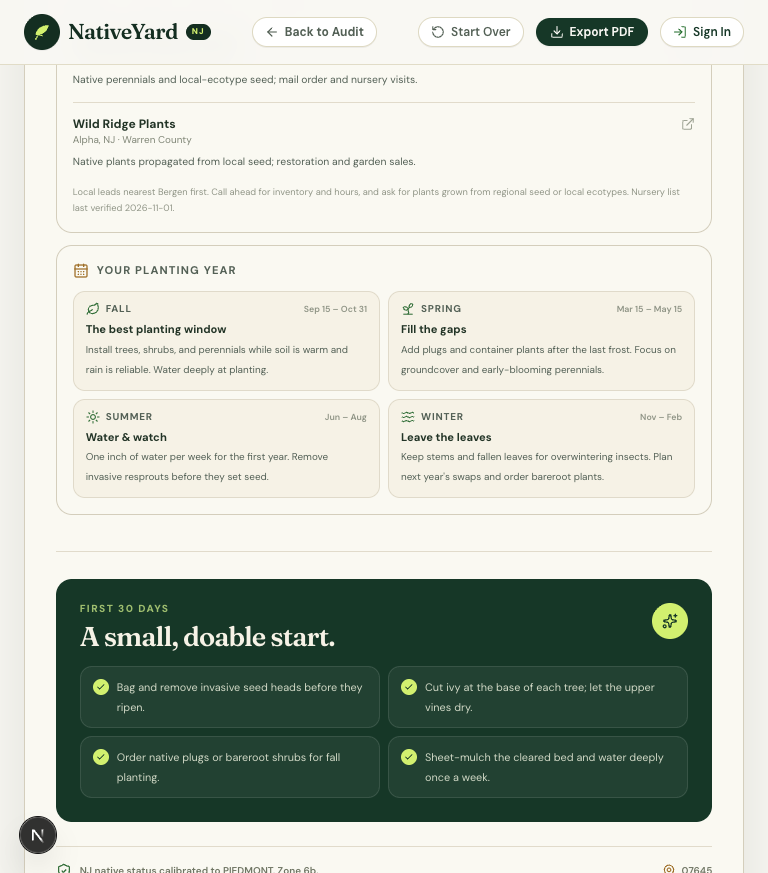 NativeYard NJ
Back to Audit
Start Over
Export PDF
Sign In
Native perennials and local-ecotype seed; mail order and nursery visits.
Wild Ridge Plants
Alpha, NJ · Warren County
Native plants propagated from local seed; restoration and garden sales.
Local leads nearest Bergen first. Call ahead for inventory and hours, and ask for plants grown from regional seed or local ecotypes. Nursery list
last verified 2026-11-01.
YOUR PLANTING YEAR
FALL
Sep 15 – Oct 31
The best planting window
Install trees, shrubs, and perennials while soil is warm and
rain is reliable. Water deeply at planting.
SPRING
Mar 15 – May 15
Fill the gaps
Add plugs and container plants after the last frost. Focus on
groundcover and early-blooming perennials.
SUMMER
Jun – Aug
Water & watch
One inch of water per week for the first year. Remove
invasive resprouts before they set seed.
WINTER
Nov – Feb
Leave the leaves
Keep stems and fallen leaves for overwintering insects. Plan
next year's swaps and order bareroot plants.
FIRST 30 DAYS
A small, doable start.
Bag and remove invasive seed heads before they
ripen.
Cut ivy at the base of each tree; let the upper
vines dry.
Order native plugs or bareroot shrubs for fall
planting.
Sheet-mulch the cleared bed and water deeply
once a week.
N
NJ native status calibrated to PIEDMONT, Zone 6b.
07645